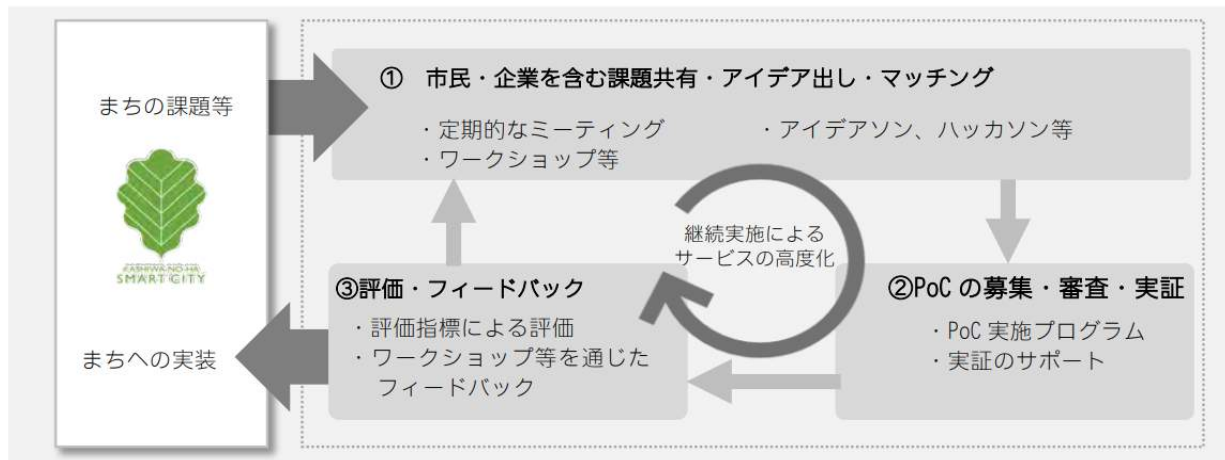 まちの課題等
KASHIWA-NO-HA
SMART CITY
まちへの実装
① 市民・企業を含む課題共有・アイデア出し・マッチング
・定期的なミーティング
・ワークショップ等
・アイデアソン、ハッカソン等
継続実施による
サービスの高度化
②PoC の募集・審査・実証
・PoC 実施プログラム
・実証のサポート
③評価・フィードバック
・評価指標による評価
・ワークショップ等を通じた
フィードバック